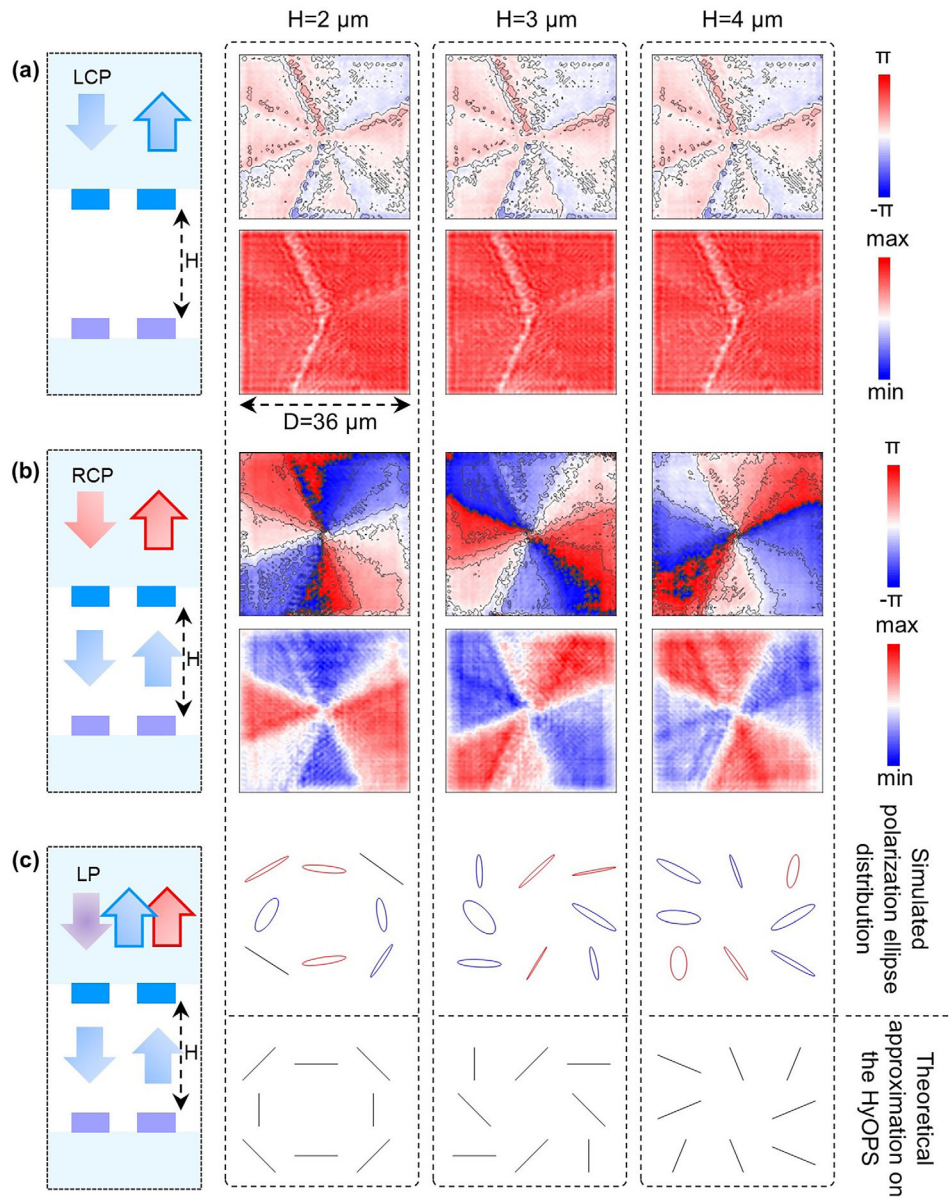 H=2 μm
H=3 μm
H=4 μm
(a)
LCP
H
π
-π
max
min
D=36 μm
(b)
RCP
H
π
-π
max
min
(c)
LP
H
Simulated
polarization ellipse
distribution
Theoretical
approximation on
the HyOPS